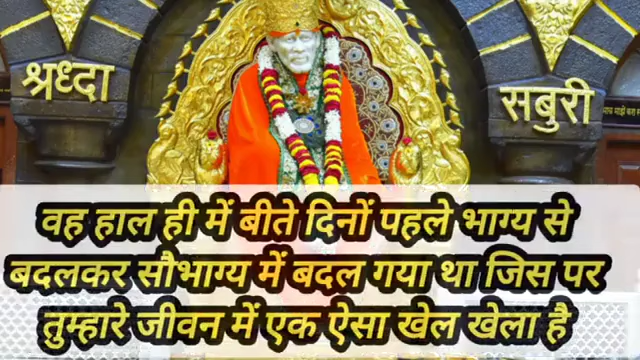 श्रध्दा
सबुरी
वह हाल ही में बीते दिनों पहले भाग्य से
बदलकर सौभाग्य में बदल गया था जिस पर
तुम्हारे जीवन में एक ऐसा खेल खेला है